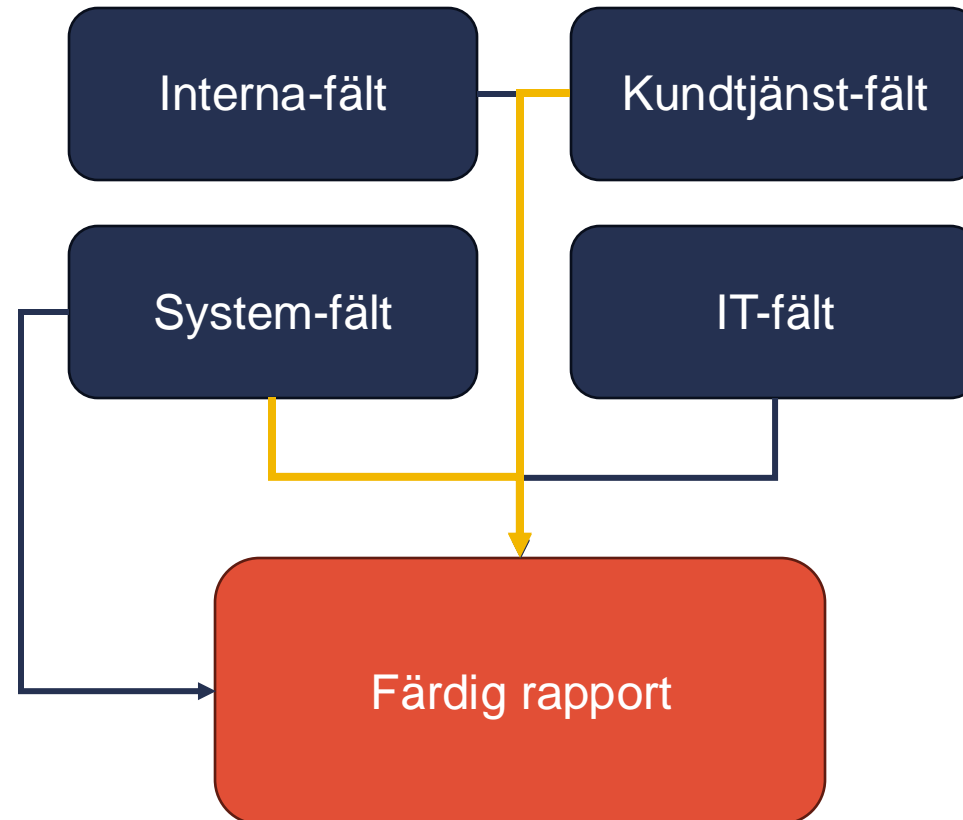 Interna-fält
Kundtjänst-fält
System-fält
IT-fält
Färdig rapport